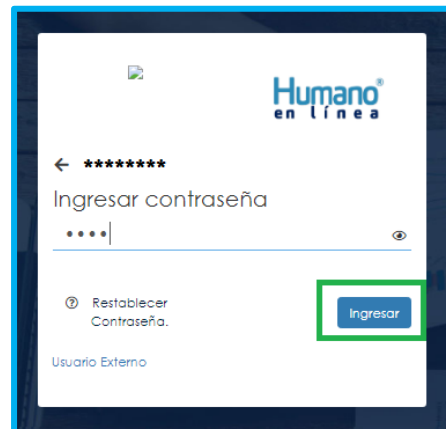 Humano®
en línea
← ********
Ingresar contraseña
••••
Restablecer
Contraseña.
Ingresar
Usuario Externo